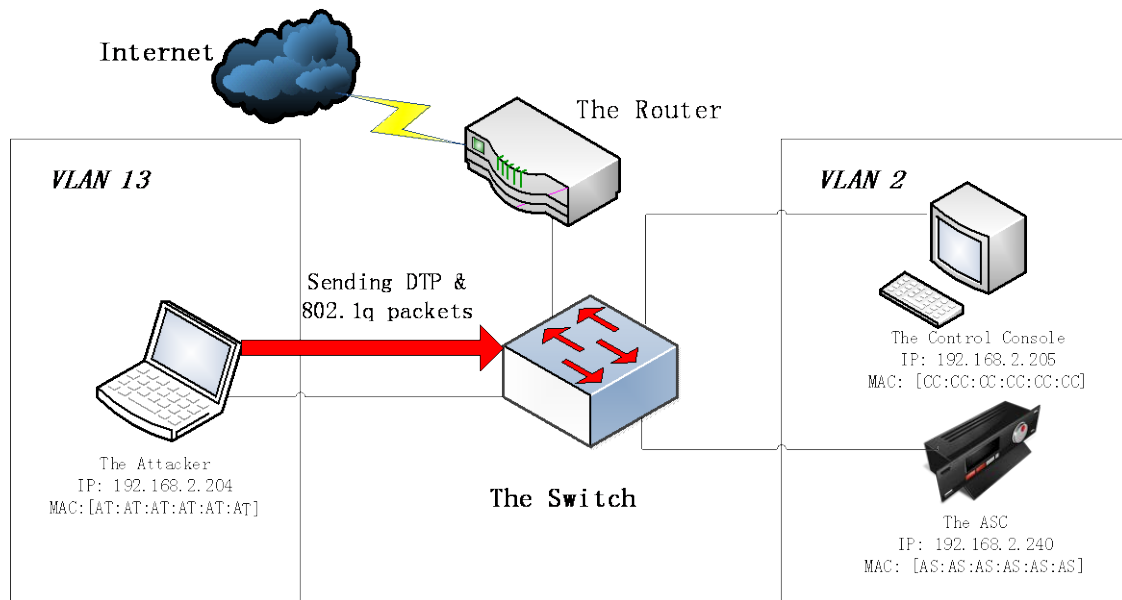 Internet
The Router
VLAN 13
VLAN 2
Sending DTP &
802.1q packets
The Control Console
IP: 192.168.2.205
MAC: [CC:CC:CC:CC:CC:CC]
The Attacker
IP: 192.168.2.204
MAC:[AT:AT:AT:AT:AT:AT]
The Switch
The ASC
IP: 192.168.2.240
MAC: [AS:AS:AS:AS:AS:AS]